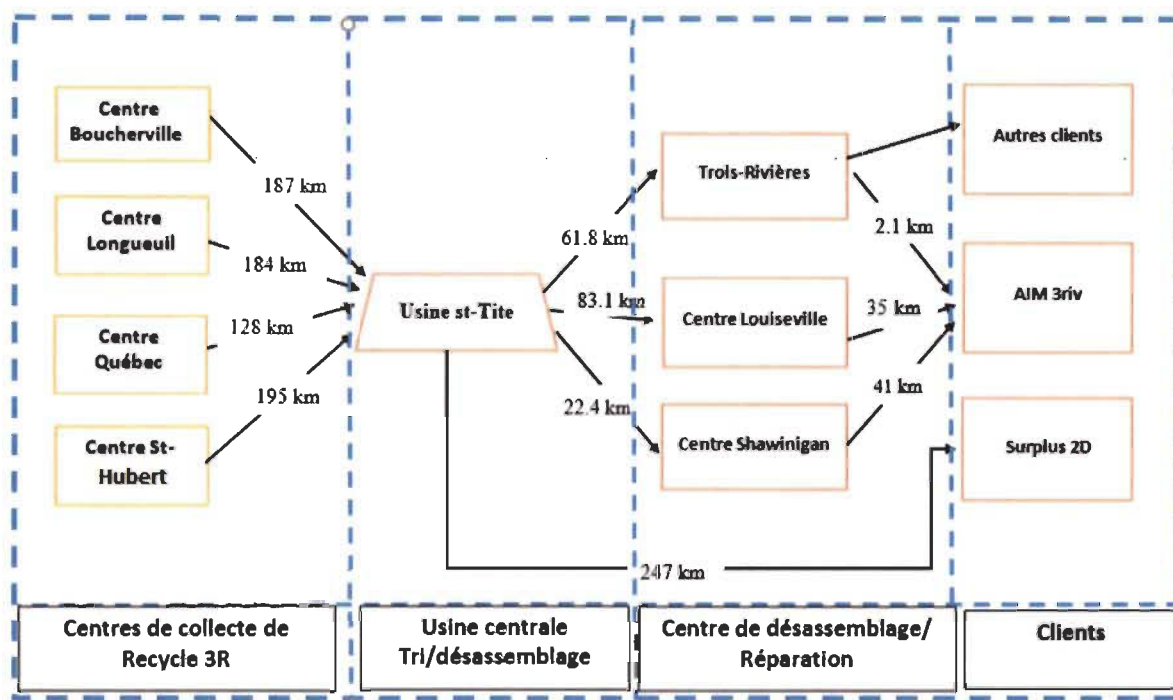 Centre
Boucherville
187 km
Centre
Longueuil
184 km
Centre
Québec
128 km
Centre St-
Hubert
195 km
Usine st-Tite
61.8 km
83.1 km
22.4 km
247 km
Trois-Rivières
Centre Louiseville
Centre Shawinigan
2.1 km
35 km
41 km
Autres clients
AIM 3riv
Surplus 2D
Centres de collecte de
Recycle 3R
Usine centrale
Tri/désassemblage
Centre de désassemblage/
Réparation
Clients